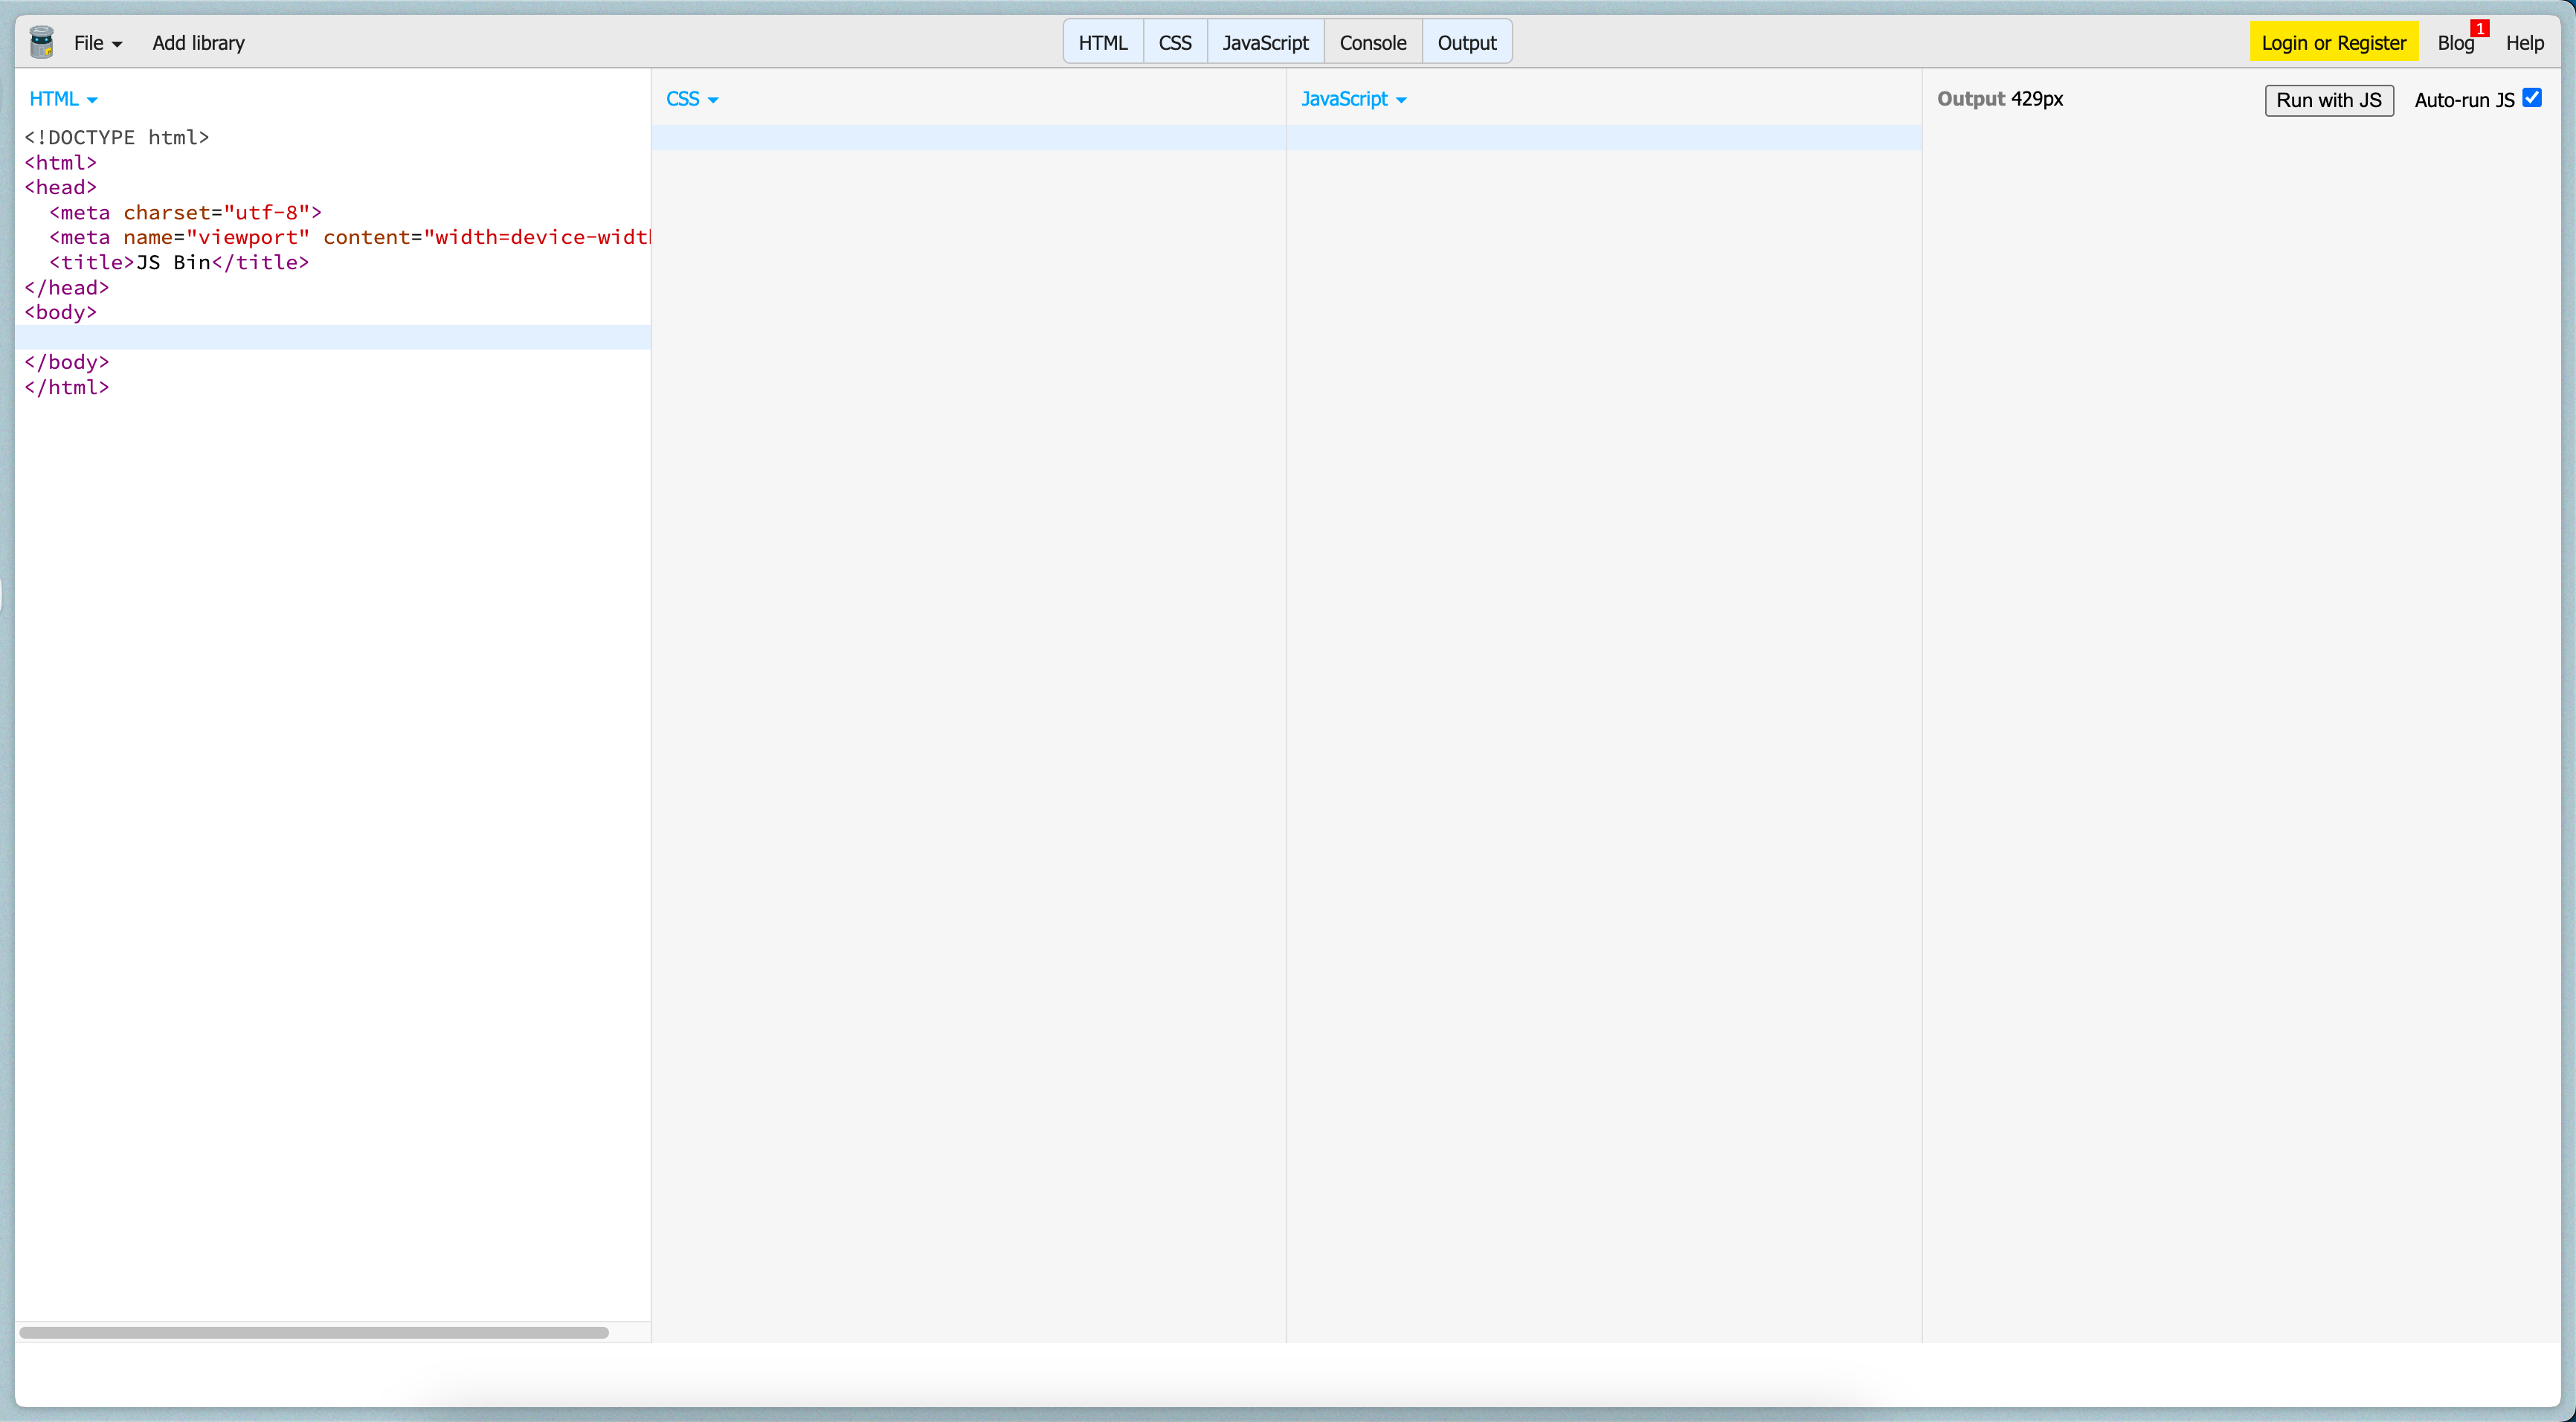 File Add library HTML CSS JavaScript Console Output Login or Register Blog 1 Help
HTML
<!DOCTYPE html>
<html>
<head>
  <meta charset="utf-8">
  <meta name="viewport" content="width=device-width
  <title>JS Bin</title>
</head>
<body>
</body>
</html>
CSS
JavaScript
Output 429px Run with JS Auto-run JS